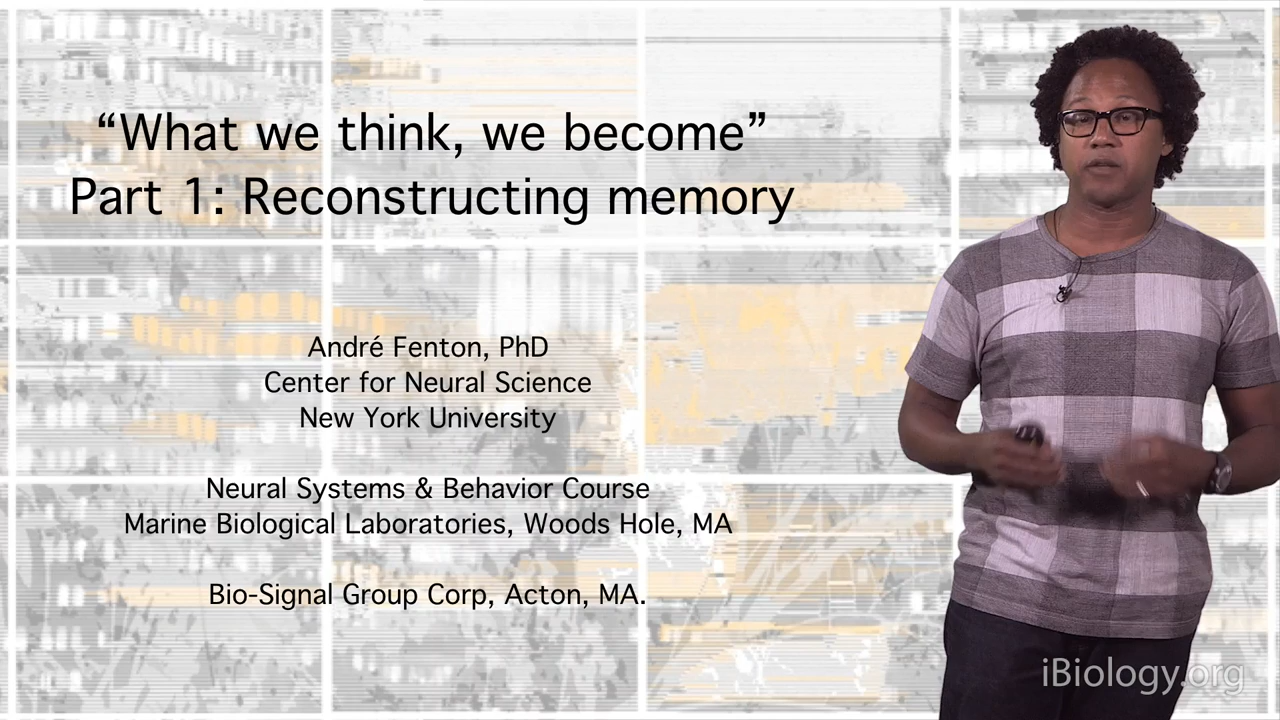 “What we think, we become”
Part 1: Reconstructing memory
André Fenton, PhD
Center for Neural Science
New York University
Neural Systems & Behavior Course
Marine Biological Laboratories, Woods Hole, MA
Bio-Signal Group Corp, Acton, MA.
iBiology.org